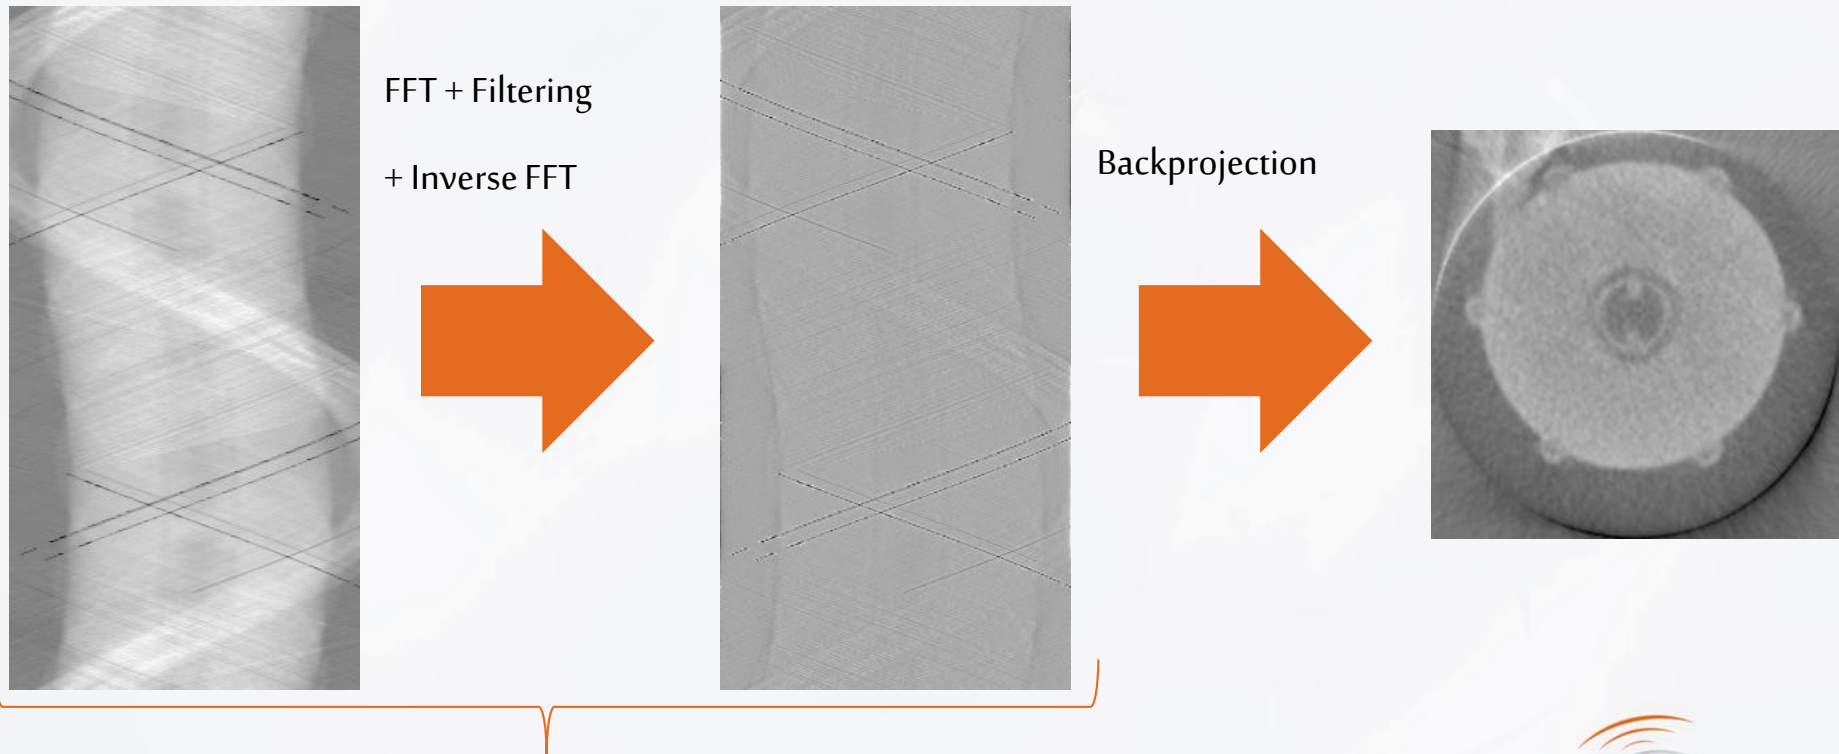 FFT + Filtering
+ Inverse FFT
Backprojection